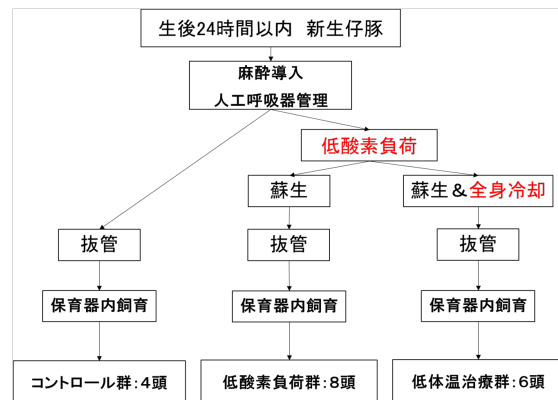 生後24時間以内 新生仔豚
麻酔導入
人工呼吸器管理
低酸素負荷
蘇生
蘇生&全身冷却
抜管
抜管
抜管
保育器内飼育
保育器内飼育
保育器内飼育
コントロール群:4頭
低酸素負荷群:8頭
低体温治療群:6頭